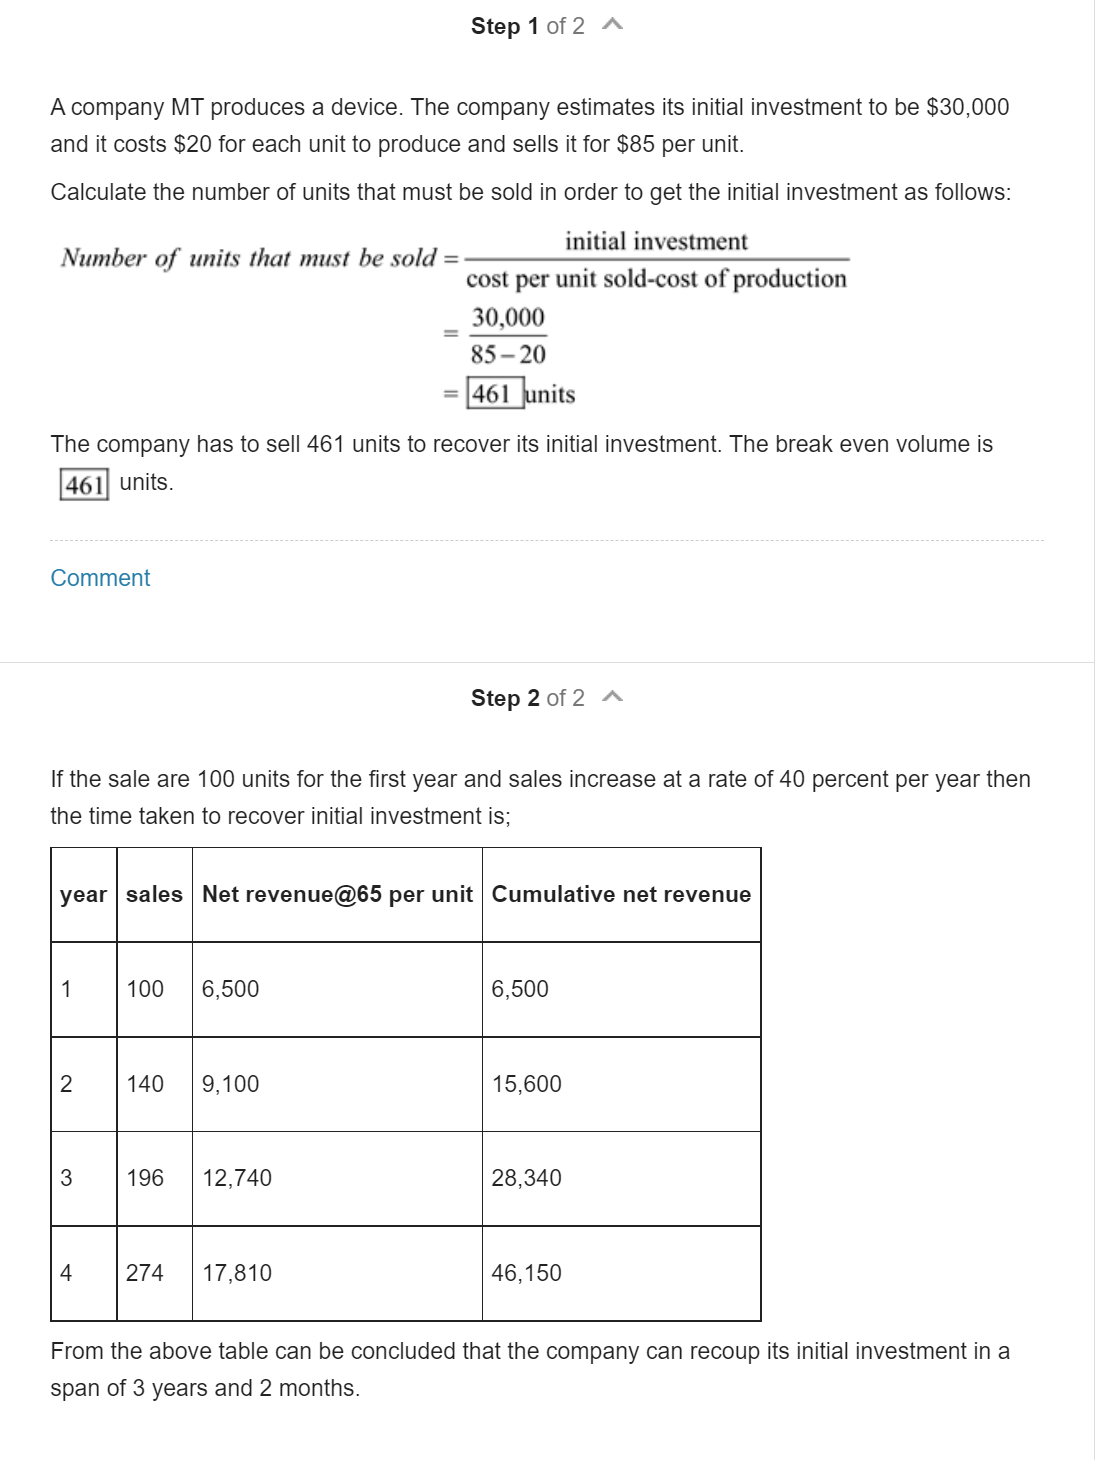 Step 1 of 2
A company MT produces a device. The company estimates its initial investment to be $30,000
and it costs $20 for each unit to produce and sells it for $85 per unit.
Calculate the number of units that must be sold in order to get the initial investment as follows:
Number of units that must be sold = initial investment
cost per unit sold-cost of production
= 30,000
85 – 20
= 461 units
The company has to sell 461 units to recover its initial investment. The break even volume is
461 units.
Comment
Step 2 of 2
If the sale are 100 units for the first year and sales increase at a rate of 40 percent per year then
the time taken to recover initial investment is;
year sales Net revenue@65 per unit Cumulative net revenue
1 100 6,500 6,500
2 140 9,100 15,600
3 196 12,740 28,340
4 274 17,810 46,150
From the above table can be concluded that the company can recoup its initial investment in a
span of 3 years and 2 months.